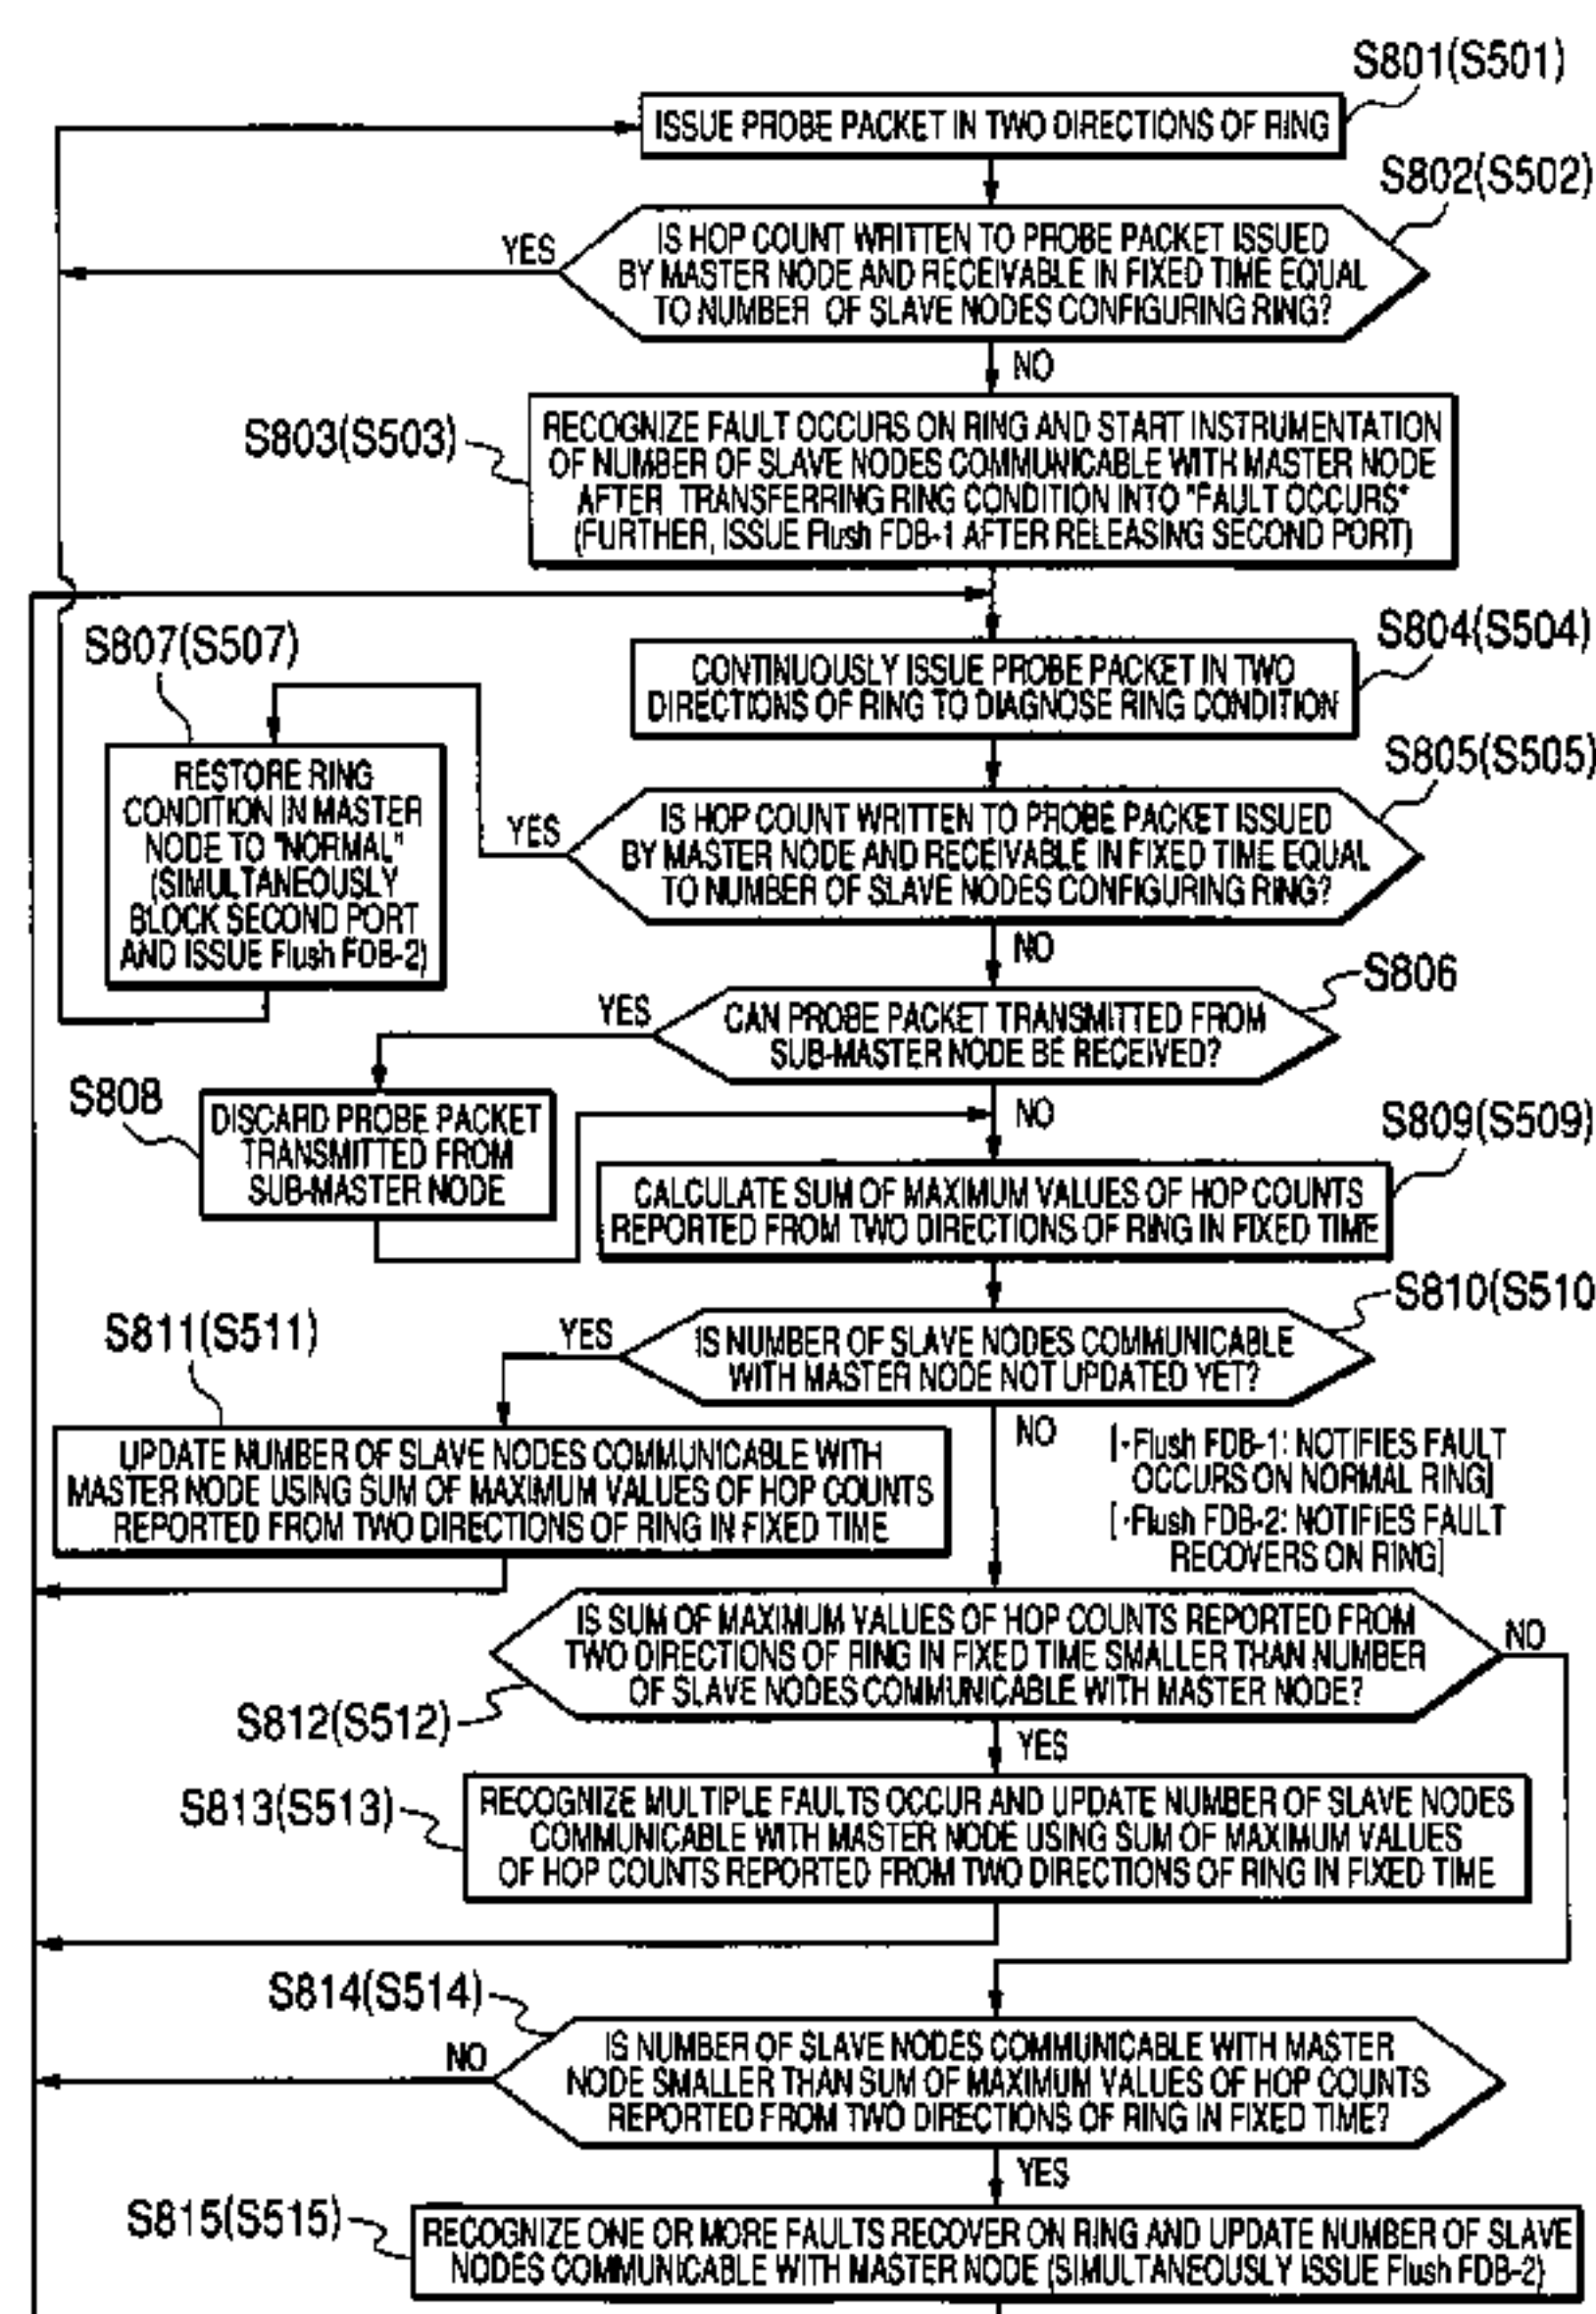 S801(S501)
ISSUE PROBE PACKET IN TWO DIRECTIONS OF RING
S802(S502)
YES
IS HOP COUNT WRITTEN TO PROBE PACKET ISSUED
BY MASTER NODE AND RECEIVABLE IN FIXED TIME EQUAL
TO NUMBER OF SLAVE NODES CONFIGURING RING?
NO
S803(S503)
RECOGNIZE FAULT OCCURS ON RING AND START INSTRUMENTATION
OF NUMBER OF SLAVE NODES COMMUNICABLE WITH MASTER NODE
AFTER TRANSFERRING RING CONDITION INTO "FAULT OCCURS"
(FURTHER, ISSUE Flush FDB-1 AFTER RELEASING SECOND PORT)
S804(S504)
CONTINUOUSLY ISSUE PROBE PACKET IN TWO
DIRECTIONS OF RING TO DIAGNOSE RING CONDITION
S807(S507)
RESTORE RING
CONDITION IN MASTER
NODE TO "NORMAL"
(SIMULTANEOUSLY
BLOCK SECOND PORT
AND ISSUE Flush FDB-2)
S805(S505)
YES
IS HOP COUNT WRITTEN TO PROBE PACKET ISSUED
BY MASTER NODE AND RECEIVABLE IN FIXED TIME EQUAL
TO NUMBER OF SLAVE NODES CONFIGURING RING?
NO
S806
YES
CAN PROBE PACKET TRANSMITTED FROM
SUB-MASTER NODE BE RECEIVED?
NO
S808
DISCARD PROBE PACKET
TRANSMITTED FROM
SUB-MASTER NODE
S809(S509)
CALCULATE SUM OF MAXIMUM VALUES OF HOP COUNTS
REPORTED FROM TWO DIRECTIONS OF RING IN FIXED TIME
S810(S510
YES
IS NUMBER OF SLAVE NODES COMMUNICABLE
WITH MASTER NODE NOT UPDATED YET?
NO
S811(S511)
UPDATE NUMBER OF SLAVE NODES COMMUNICABLE WITH
MASTER NODE USING SUM OF MAXIMUM VALUES OF HOP COUNTS
REPORTED FROM TWO DIRECTIONS OF RING IN FIXED TIME
[·Flush FDB-1: NOTIFIES FAULT
OCCURS ON NORMAL RING]
[·Flush FDB-2: NOTIFIES FAULT
RECOVERS ON RING]
IS SUM OF MAXIMUM VALUES OF HOP COUNTS REPORTED FROM
TWO DIRECTIONS OF RING IN FIXED TIME SMALLER THAN NUMBER
OF SLAVE NODES COMMUNICABLE WITH MASTER NODE?
NO
S812(S512)
YES
S813(S513)
RECOGNIZE MULTIPLE FAULTS OCCUR AND UPDATE NUMBER OF SLAVE NODES
COMMUNICABLE WITH MASTER NODE USING SUM OF MAXIMUM VALUES
OF HOP COUNTS REPORTED FROM TWO DIRECTIONS OF RING IN FIXED TIME
S814(S514)
NO
IS NUMBER OF SLAVE NODES COMMUNICABLE WITH MASTER
NODE SMALLER THAN SUM OF MAXIMUM VALUES OF HOP COUNTS
REPORTED FROM TWO DIRECTIONS OF RING IN FIXED TIME?
YES
S815(S515)
RECOGNIZE ONE OR MORE FAULTS RECOVER ON RING AND UPDATE NUMBER OF SLAVE
NODES COMMUNICABLE WITH MASTER NODE (SIMULTANEOUSLY ISSUE Flush FDB-2)